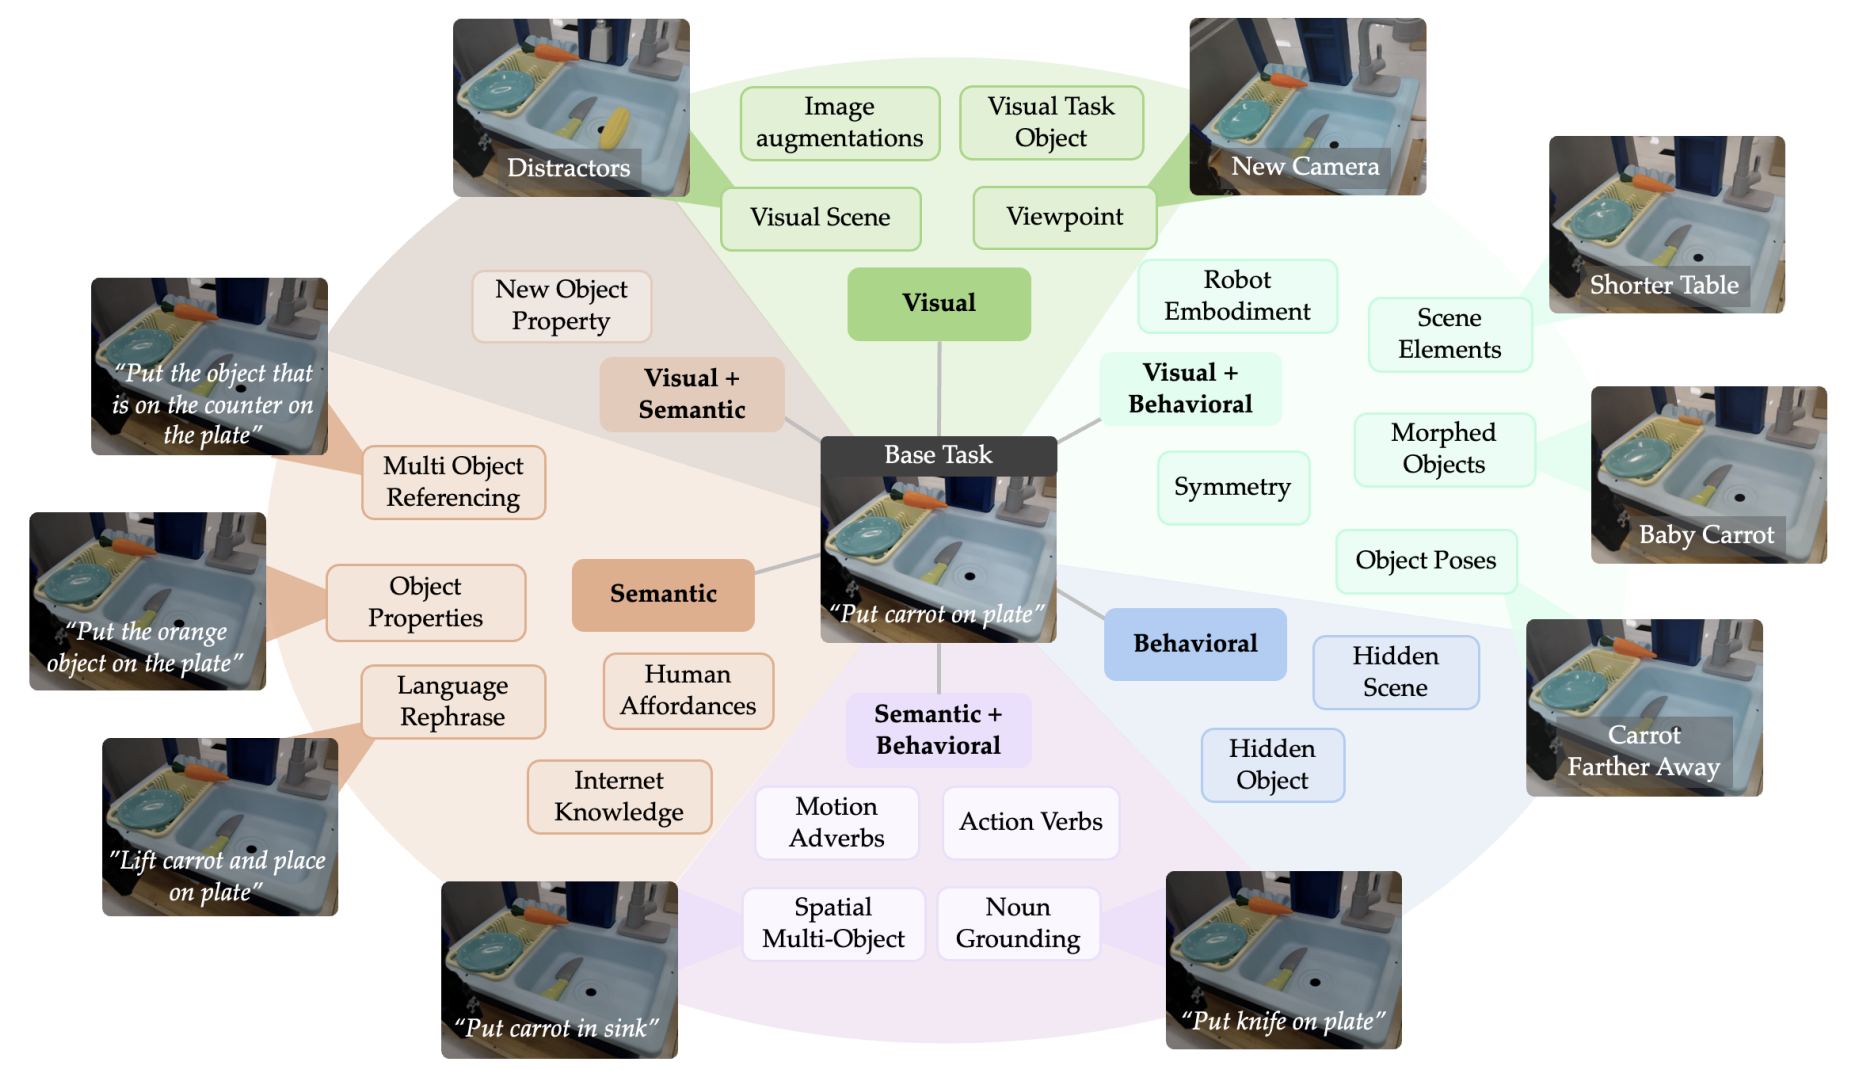 Distractors
Image
augmentations
Visual Task
Object
New Camera
Visual Scene
Viewpoint
Shorter Table
New Object
Property
Visual
Robot
Embodiment
Scene
Elements
"Put the object that
is on the counter on
the plate"
Visual +
Semantic
Visual +
Behavioral
Multi Object
Referencing
Base Task
"Put carrot on plate"
Symmetry
Morphed
Objects
Baby Carrot
"Put the orange
object on the plate"
Object
Properties
Semantic
Object Poses
Behavioral
Hidden
Scene
Carrot
Farther Away
Language
Rephrase
Human
Affordances
Semantic +
Behavioral
Hidden
Object
"Lift carrot and place
on plate"
Internet
Knowledge
Motion
Adverbs
Action Verbs
Spatial
Multi-Object
Noun
Grounding
"Put carrot in sink"
"Put knife on plate"